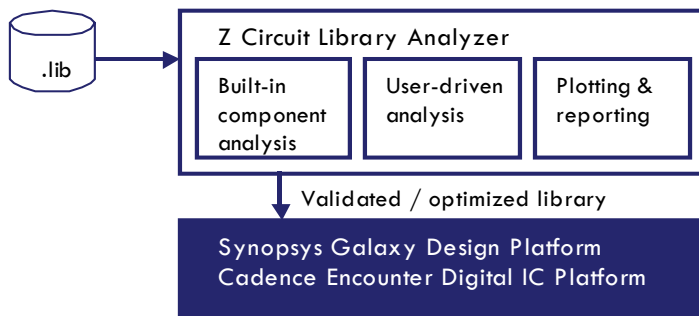 .lib
Z Circuit Library Analyzer
Built-in
component
analysis
User-driven
analysis
Plotting &
reporting
Validated / optimized library
Synopsys Galaxy Design Platform
Cadence Encounter Digital IC Platform